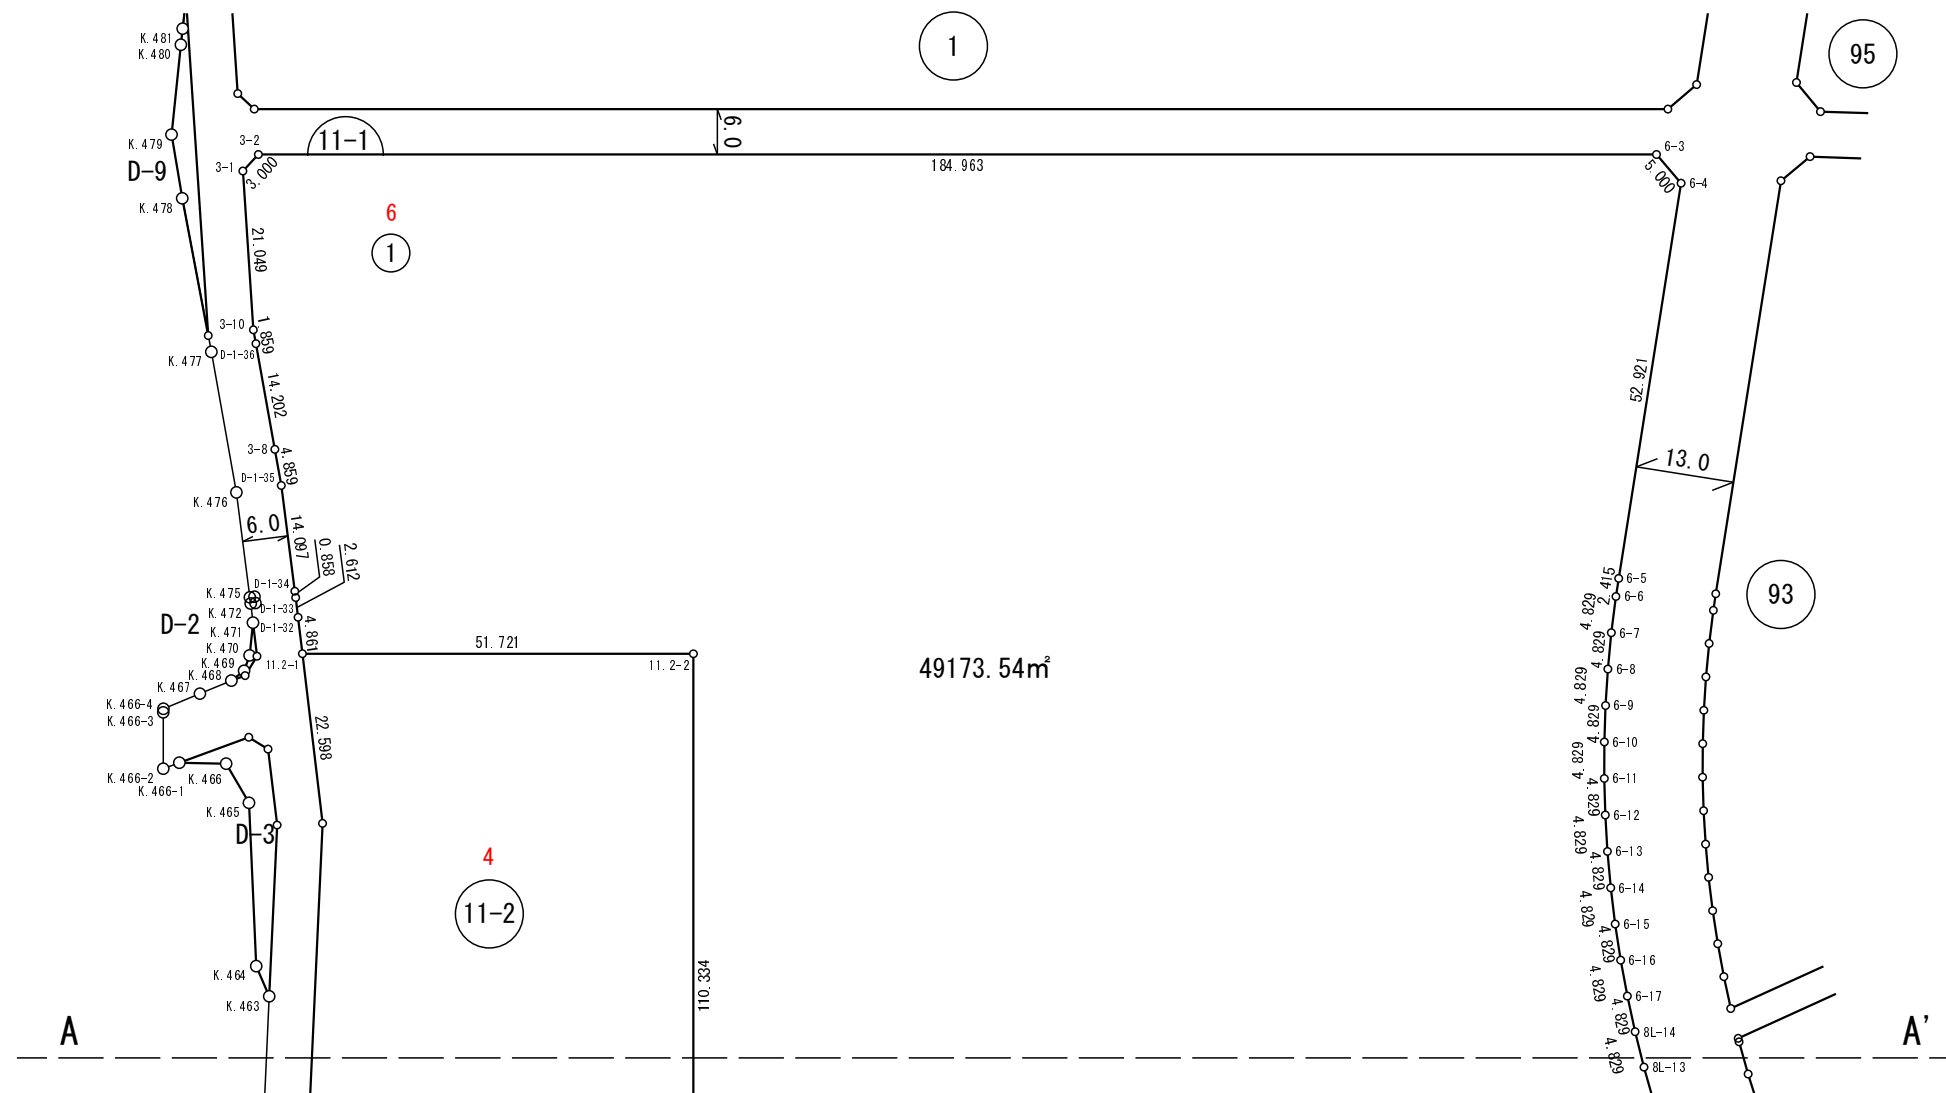 K.481
K.480
1
95
K.479
3-2
11-1
6.0
6-3
D-9
3-1
3.000
184.963
5.000
6-4
K.478
6
1
21.049
3-10
1.859
K.477
D-1-36
14.202
52.921
3-8
4.859
13.0
D-1-35
K.476
6.0
14.097
0.858
2.612
D-1-34
2.415
6-5
K.475
6-6
93
D-1-33
4.829
K.472
D-2
D-1-32
K.471
4.861
6-7
51.721
K.470
4.829
K.469
11.2-1
11.2-2
49173.54㎡
6-8
K.468
4.829
K.467
K.466-4
6-9
K.466-3
4.829
22.598
6-10
4.829
K.466-2
K.466
6-11
K.466-1
4.829
K.465
6-12
D-3
4.829
6-13
4
4.829
6-14
11-2
4.829
6-15
4.829
6-16
K.464
4.829
110.334
6-17
K.463
4.829
A
8L-14
A'
4.829
8L-13